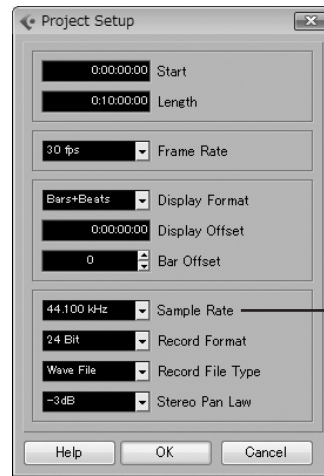 Project Setup
0:00:00:00 Start
0:10:00:00 Length
30 fps Frame Rate
Bars+Beats Display Format
0:00:00:00 Display Offset
0 Bar Offset
44.100 kHz Sample Rate
24 Bit Record Format
Wave File Record File Type
-3dB Stereo Pan Law
Help OK Cancel